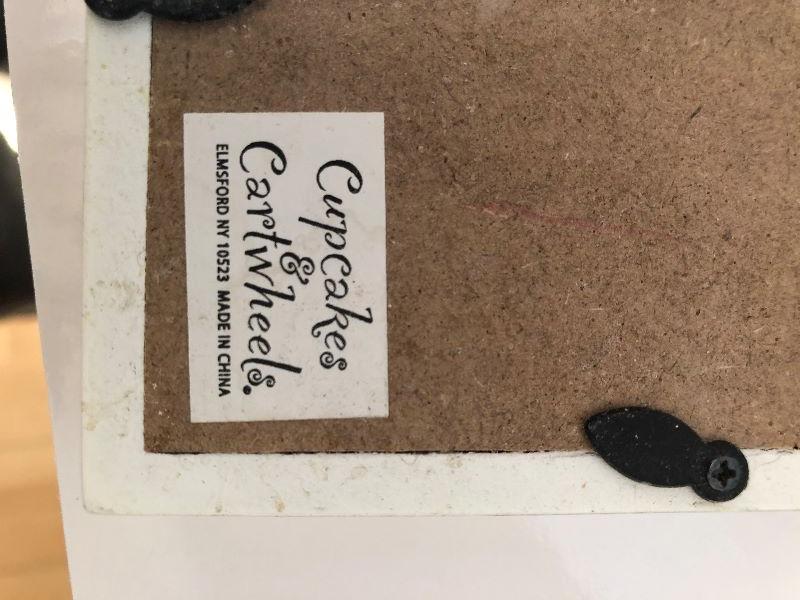 Cupcakes
&
Cartwheels.
ELMSFORD NY 10523 MADE IN CHINA